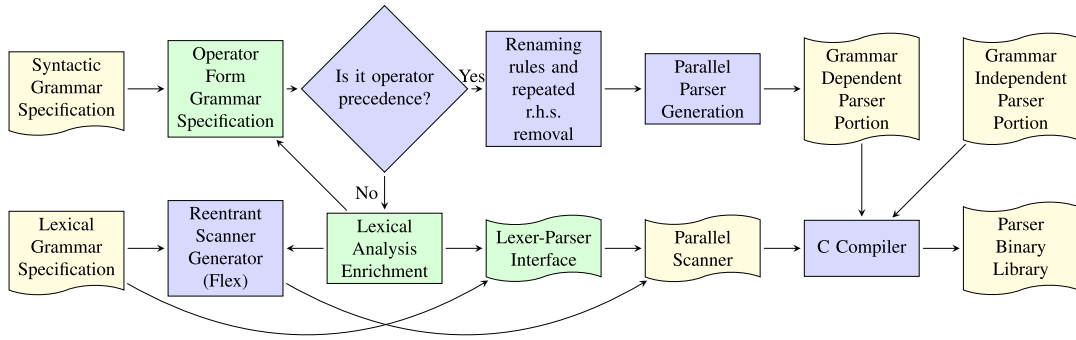 Syntactic
Grammar
Specification
Operator
Form
Grammar
Specification
Is it operator
precedence?
Yes
Renaming
rules and
repeated
r.h.s.
removal
Parallel
Parser
Generation
Grammar
Dependent
Parser
Portion
Grammar
Independent
Parser
Portion
No
Lexical
Grammar
Specification
Reentrant
Scanner
Generator
(Flex)
Lexical
Analysis
Enrichment
Lexer-Parser
Interface
Parallel
Scanner
C Compiler
Parser
Binary
Library